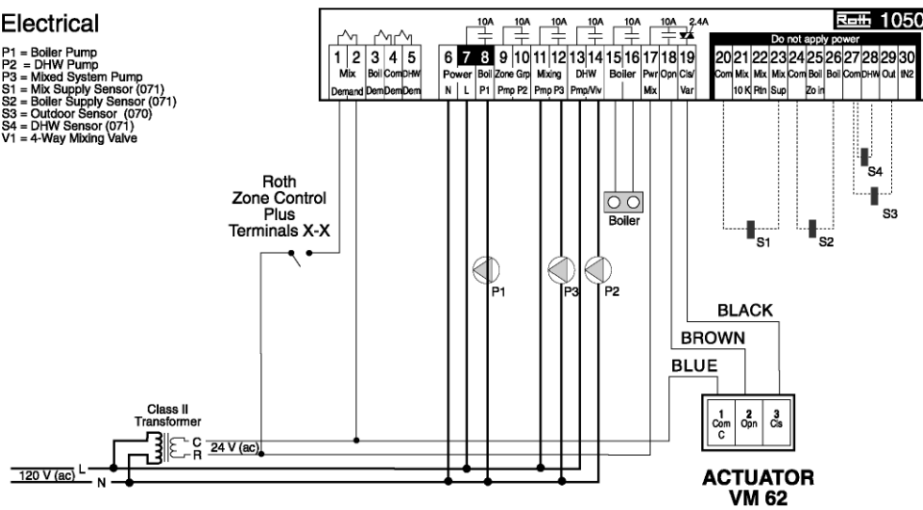 Electrical
P1 = Boiler Pump
P2 = DHW Pump
P3 = Mixed System Pump
S1 = Mix Supply Sensor (071)
S2 = Boiler Supply Sensor (071)
S3 = Outdoor Sensor (070)
S4 = DHW Sensor (071)
V1 = 4-Way Mixing Valve
Roth 1050
10A 10A 10A 10A 10A 10A 2.4A
Do not apply power
1 2 3 4 5 6 7 8 9 10 11 12 13 14 15 16 17 18 19 20 21 22 23 24 25 26 27 28 29 30
Mix Boil Com DHW Power Boil Zone Grp Mixing DHW Boiler Pwr Opn Cls/ Com Mix Mix Mix Com Boil Boil Com DHW Out IN2
Demand Dem Dem Dem N L P1 Pmp P2 Pmp P3 Pmp/Vlv Mix Var 10 K Rtn Sup Zo in
Roth
Zone Control
Plus
Terminals X-X
Boiler
S4
S3
S1
S2
P1
P3
P2
BLACK
BROWN
BLUE
Class II
Transformer
C
R
24 V (ac)
L
120 V (ac)
N
1 2 3
Com Opn Cls
C
ACTUATOR
VM 62